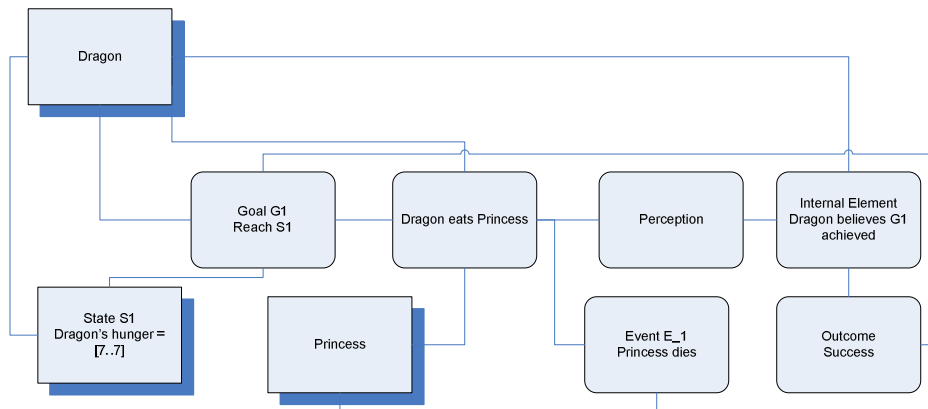 Dragon
Goal G1
Reach S1
Dragon eats Princess
Perception
Internal Element
Dragon believes G1
achieved
State S1
Dragon's hunger =
[7..7]
Princess
Event E_1
Princess dies
Outcome
Success